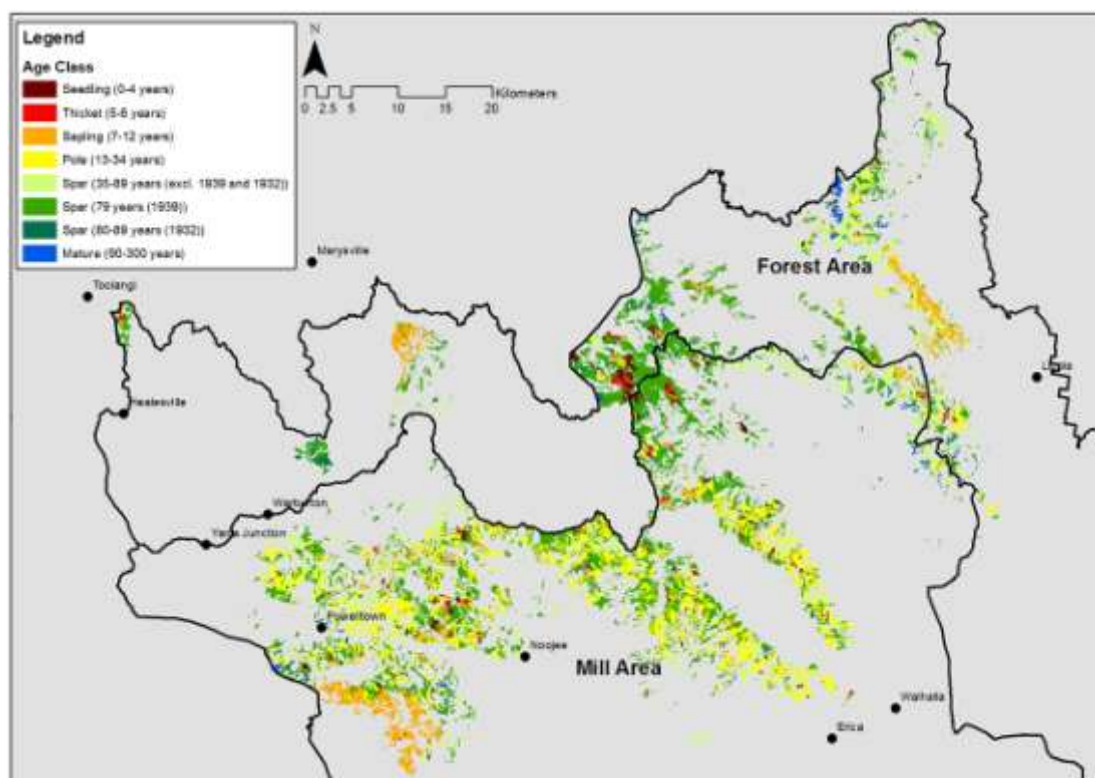 Legend
Age Class
Seedling (0-4 years)
Thicket (5-6 years)
Sapling (7-12 years)
Pole (13-34 years)
Spar (35-89 years (excl. 1939 and 1932))
Spar (79 years (1939))
Spar (80-89 years (1932))
Mature (90-300 years)
N
Kilometers
0 2.5 5 10 15 20
Marysville
Toolangi
Forest Area
Licola
Healesville
Warburton
Yarra Junction
Powelltown
Noojee
Mill Area
Walhalla
Erica